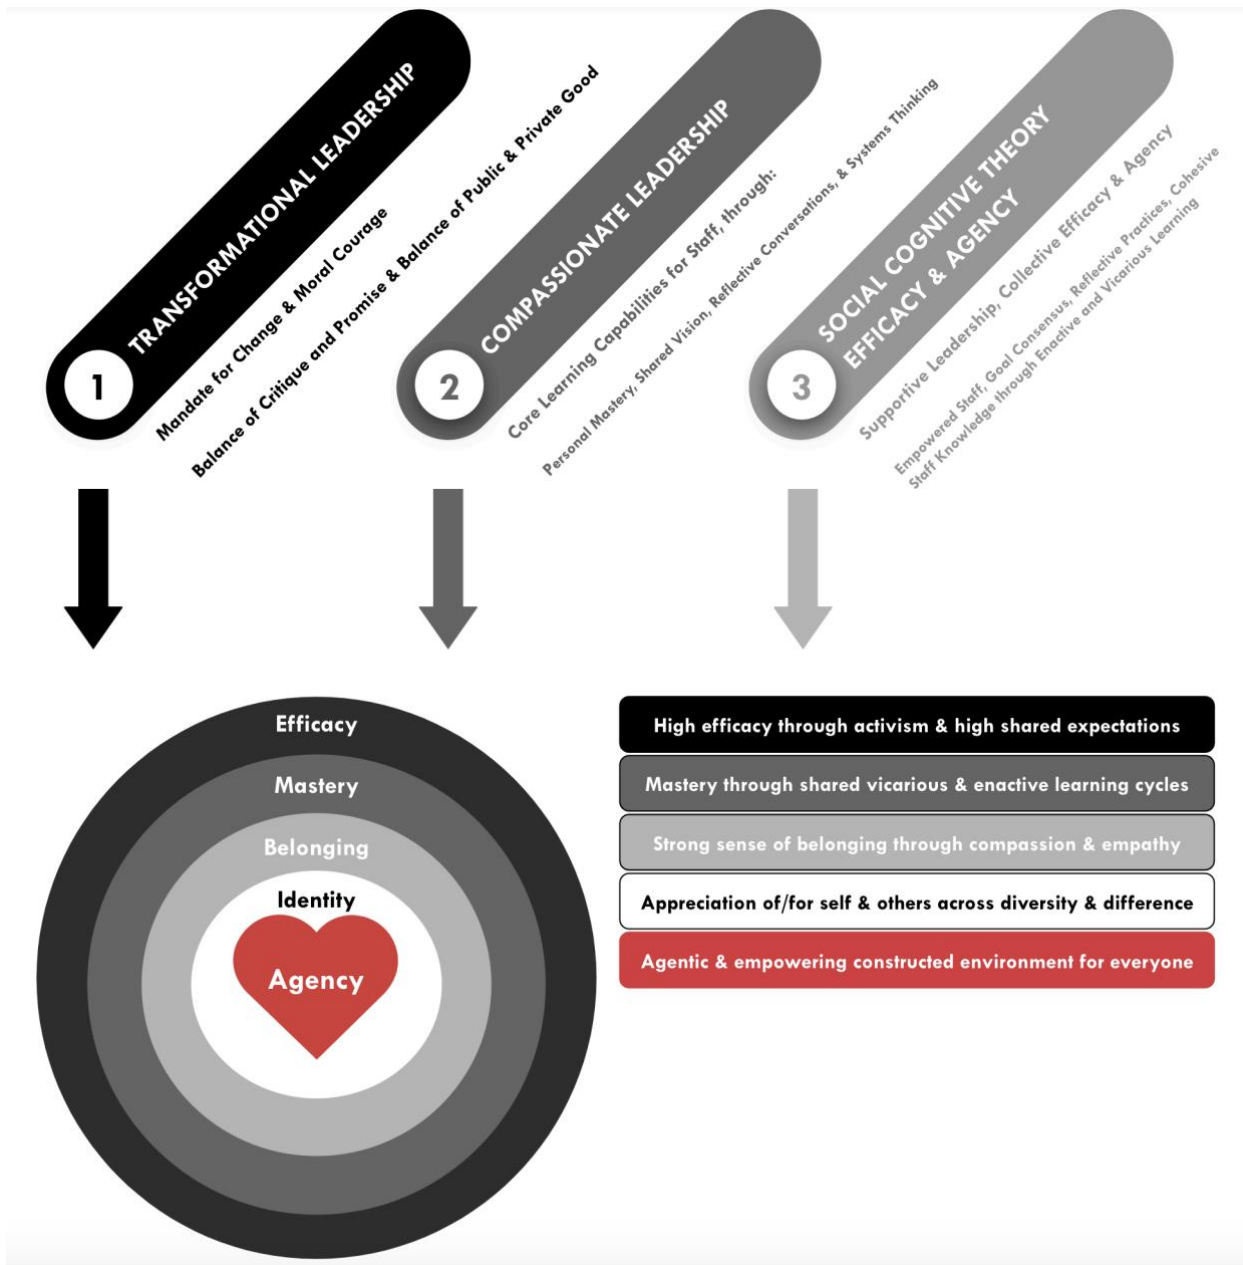 1
TRANSFORMATIONAL LEADERSHIP
Mandate for Change & Moral Courage
Balance of Critique and Promise & Balance of Public & Private Good
2
COMPASSIONATE LEADERSHIP
Core Learning Capabilities for Staff, through:
Personal Mastery, Shared Vision, Reflective Conversations, & Systems Thinking
3
SOCIAL COGNITIVE THEORY
EFFICACY & AGENCY
Supportive Leadership, Collective Efficacy & Agency
Empowered Staff, Goal Consensus, Reflective Practices, Cohesive
Staff Knowledge through Enactive and Vicarious Learning
Efficacy
Mastery
Belonging
Identity
Agency
High efficacy through activism & high shared expectations
Mastery through shared vicarious & enactive learning cycles
Strong sense of belonging through compassion & empathy
Appreciation of/for self & others across diversity & difference
Agentic & empowering constructed environment for everyone